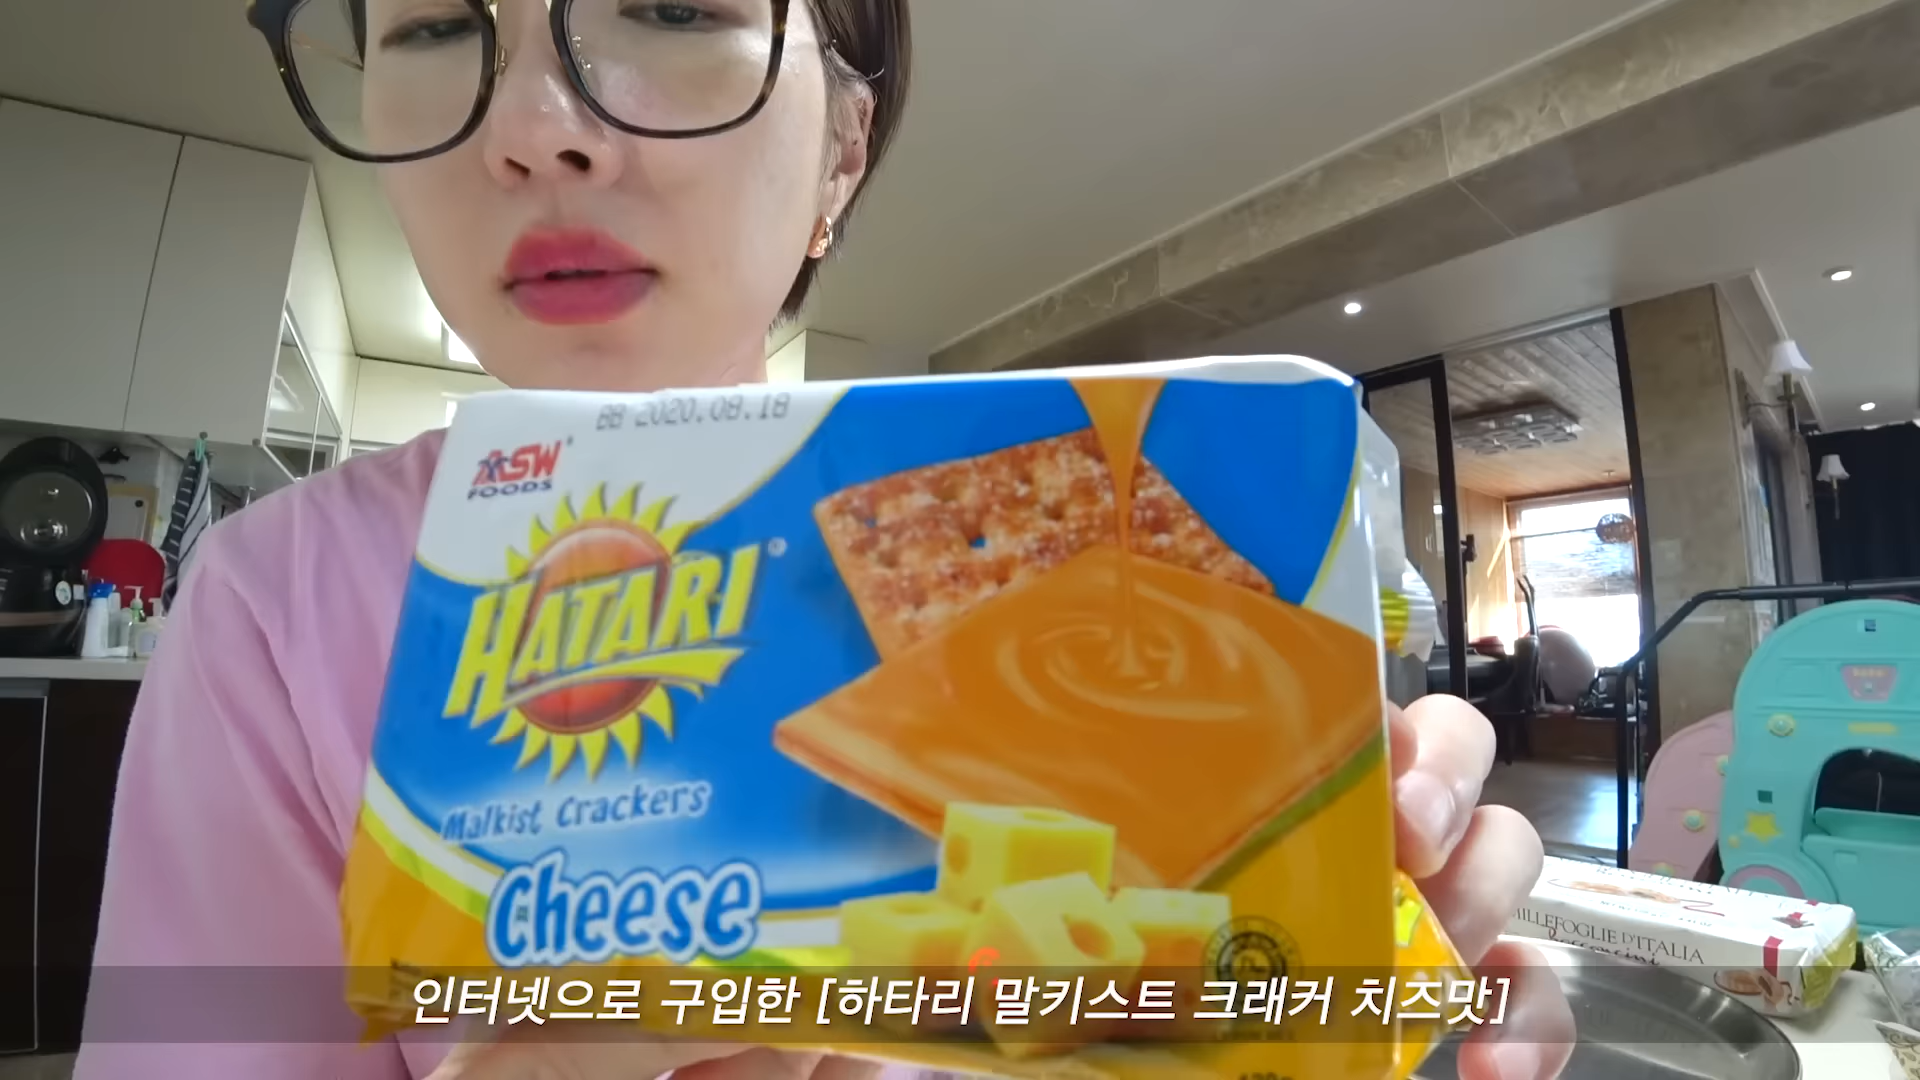 BB 2020.08.18
ASW
FOODS
HATARI
Malkist Crackers
Cheese
MILLEFOGLIE D'ITALIA
Bocconcini
인터넷으로 구입한 [하타리 말키스트 크래커 치즈맛]